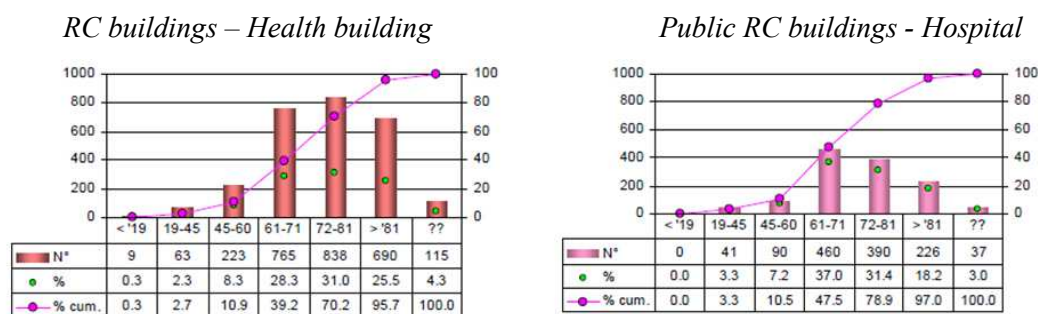 RC buildings – Health building
1000 100
800 80
600 60
400 40
200 20
0 0
< '19 19-45 45-60 61-71 72-81 > '81 ??
N° 9 63 223 765 838 690 115
% 0.3 2.3 8.3 28.3 31.0 25.5 4.3
% cum. 0.3 2.7 10.9 39.2 70.2 95.7 100.0
Public RC buildings - Hospital
1000 100
800 80
600 60
400 40
200 20
0 0
< '19 19-45 45-60 61-71 72-81 > '81 ??
N° 0 41 90 460 390 226 37
% 0.0 3.3 7.2 37.0 31.4 18.2 3.0
% cum. 0.0 3.3 10.5 47.5 78.9 97.0 100.0